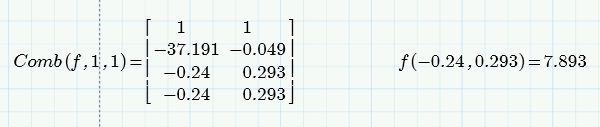 Comb(f,1,1)=[1 1
-37.191 -0.049
-0.24 0.293
-0.24 0.293]
f(-0.24,0.293)=7.893